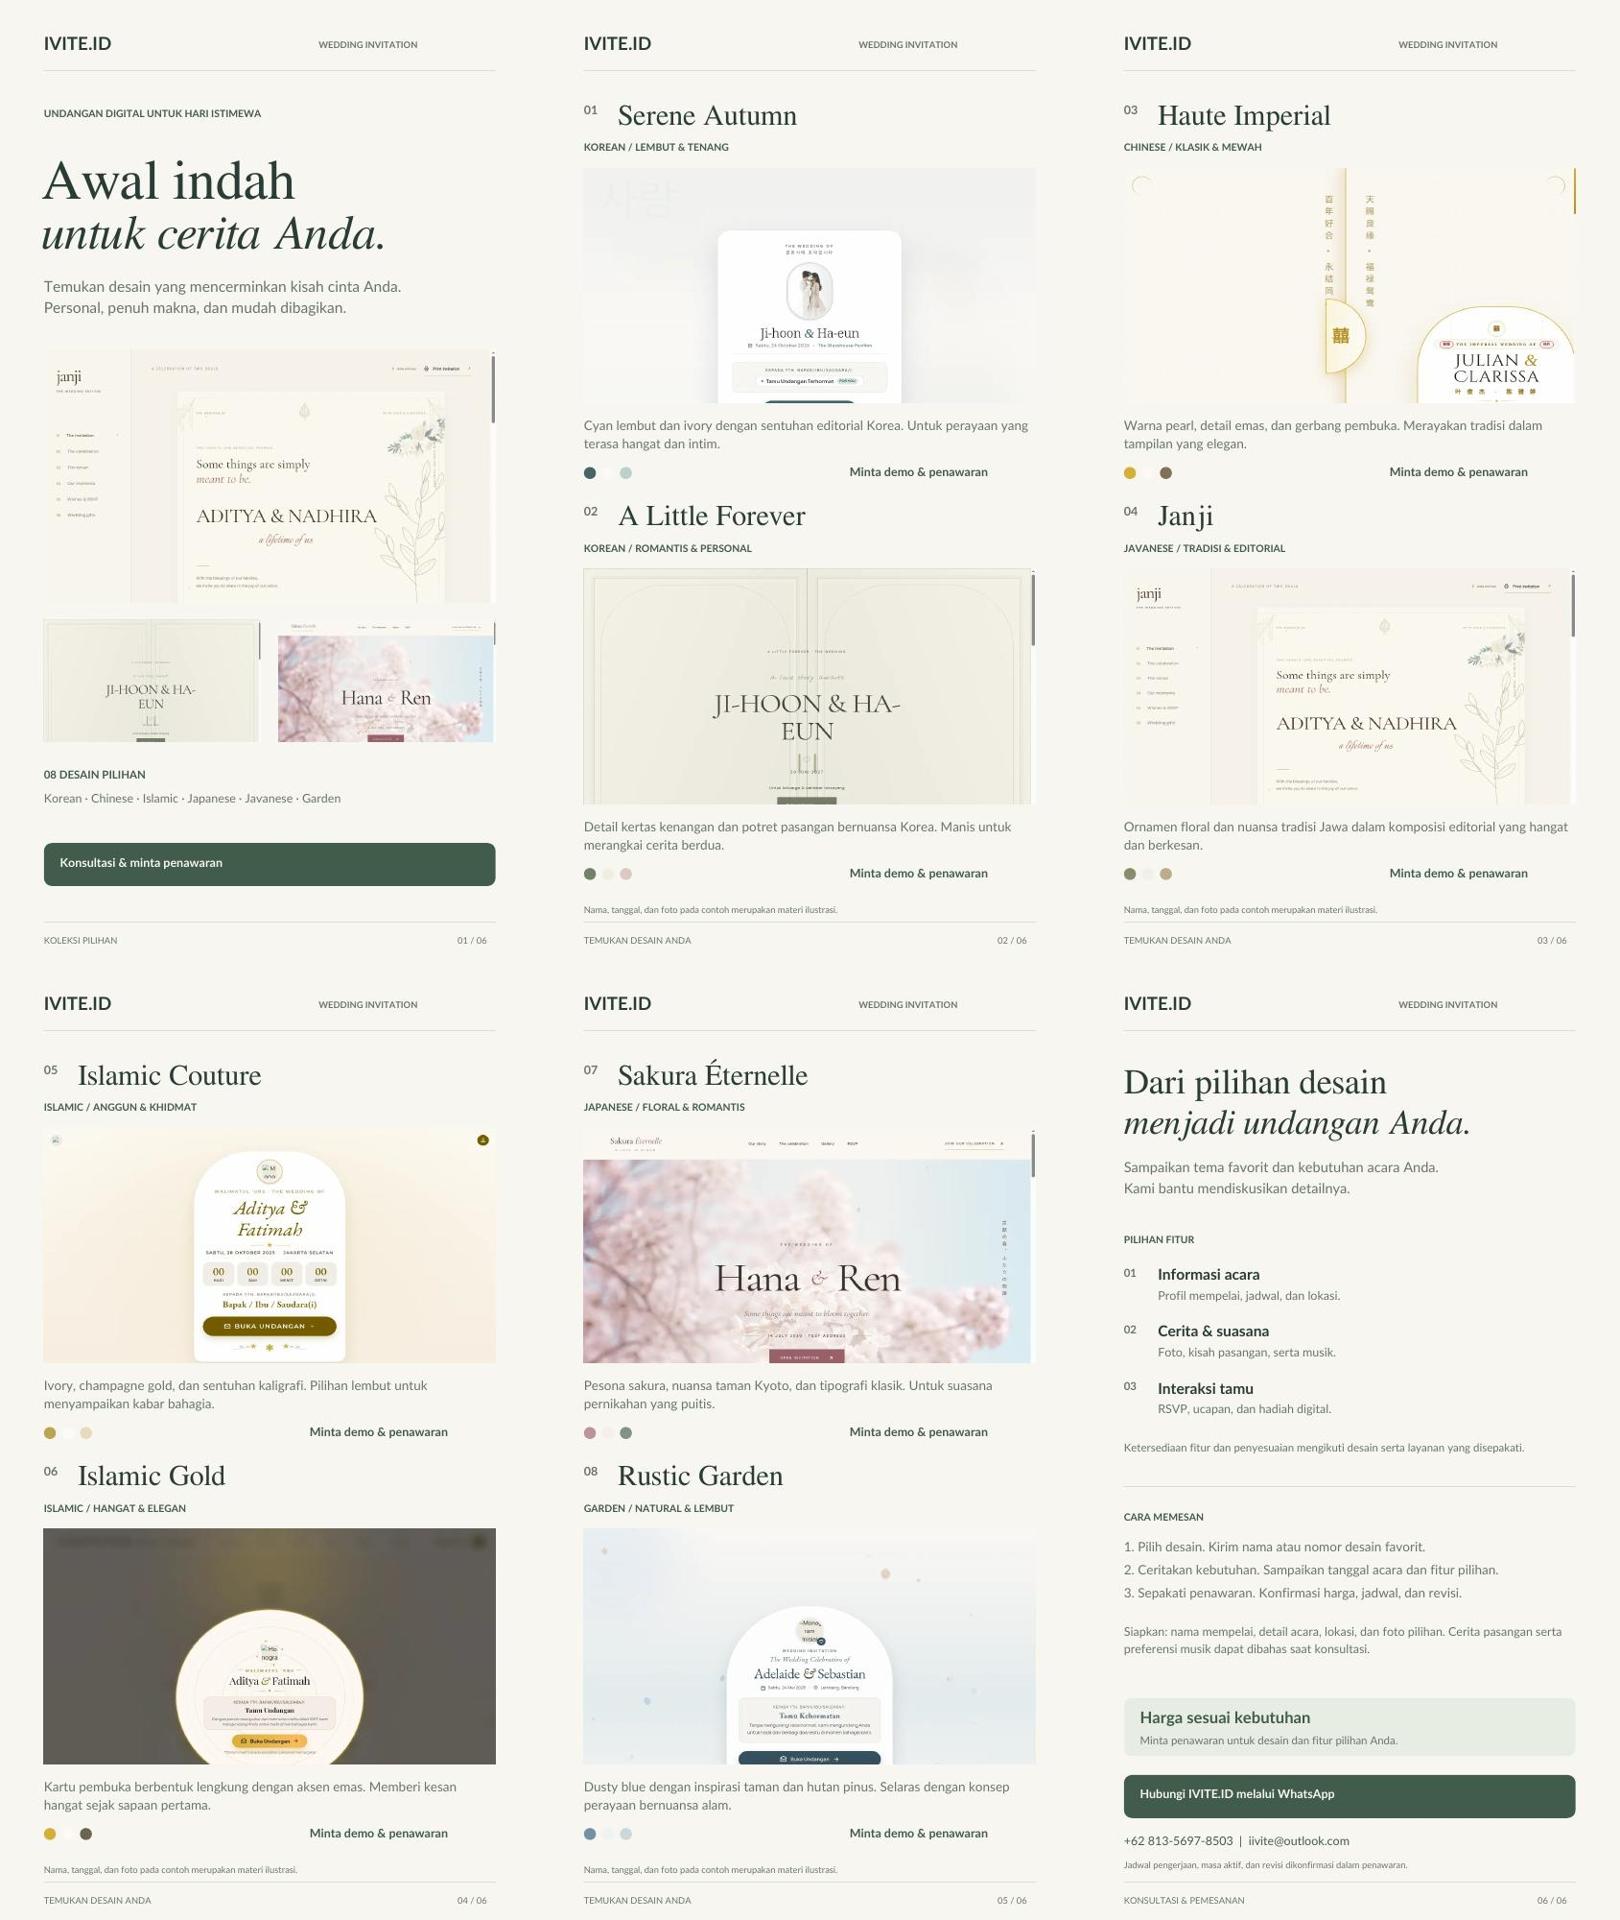 IVITE.ID
WEDDING INVITATION
UNDANGAN DIGITAL UNTUK HARI ISTIMEWA
Awal indah
untuk cerita Anda.
Temukan desain yang mencerminkan kisah cinta Anda.
Personal, penuh makna, dan mudah dibagikan.
janji
Some things are simply
meant to be.
ADITYA & NADHIRA
a lifetime of us
JI-HOON & HA-
EUN
Hana & Ren
08 DESAIN PILIHAN
Korean · Chinese · Islamic · Japanese · Javanese · Garden
Konsultasi & minta penawaran
KOLEKSI PILIHAN
01 / 06
IVITE.ID
WEDDING INVITATION
01 Serene Autumn
KOREAN / LEMBUT & TENANG
사랑
THE WEDDING OF
Ji-hoon & Ha-eun
Cyan lembut dan ivory dengan sentuhan editorial Korea. Untuk perayaan yang
terasa hangat dan intim.
Minta demo & penawaran
02 A Little Forever
KOREAN / ROMANTIS & PERSONAL
JI-HOON & HA-
EUN
Detail kertas kenangan dan potret pasangan bernuansa Korea. Manis untuk
merangkai cerita berdua.
Minta demo & penawaran
Nama, tanggal, dan foto pada contoh merupakan materi ilustrasi.
TEMUKAN DESAIN ANDA
02 / 06
IVITE.ID
WEDDING INVITATION
03 Haute Imperial
CHINESE / KLASIK & MEWAH
囍
THE IMPERIAL WEDDING OF
JULIAN &
CLARISSA
Warna pearl, detail emas, dan gerbang pembuka. Merayakan tradisi dalam
tampilan yang elegan.
Minta demo & penawaran
04 Janji
JAVANESE / TRADISI & EDITORIAL
janji
Some things are simply
meant to be.
ADITYA & NADHIRA
a lifetime of us
Ornamen floral dan nuansa tradisi Jawa dalam komposisi editorial yang hangat
dan berkesan.
Minta demo & penawaran
Nama, tanggal, dan foto pada contoh merupakan materi ilustrasi.
TEMUKAN DESAIN ANDA
03 / 06
IVITE.ID
WEDDING INVITATION
05 Islamic Couture
ISLAMIC / ANGGUN & KHIDMAT
Aditya &
Fatimah
00 00 00 00
Bapak / Ibu / Saudara(i)
BUKA UNDANGAN
Ivory, champagne gold, dan sentuhan kaligrafi. Pilihan lembut untuk
menyampaikan kabar bahagia.
Minta demo & penawaran
06 Islamic Gold
ISLAMIC / HANGAT & ELEGAN
Aditya & Fatimah
Tamu Undangan
Buka Undangan
Kartu pembuka berbentuk lengkung dengan aksen emas. Memberi kesan
hangat sejak sapaan pertama.
Minta demo & penawaran
Nama, tanggal, dan foto pada contoh merupakan materi ilustrasi.
TEMUKAN DESAIN ANDA
04 / 06
IVITE.ID
WEDDING INVITATION
07 Sakura Éternelle
JAPANESE / FLORAL & ROMANTIS
Sakura Éternelle
THE WEDDING OF
Hana & Ren
Some things are meant to bloom together.
Pesona sakura, nuansa taman Kyoto, dan tipografi klasik. Untuk suasana
pernikahan yang puitis.
Minta demo & penawaran
08 Rustic Garden
GARDEN / NATURAL & LEMBUT
WEDDING INVITATION
The Wedding Celebration of
Adelaide & Sebastian
Tamu Kehormatan
Buka Undangan
Dusty blue dengan inspirasi taman dan hutan pinus. Selaras dengan konsep
perayaan bernuansa alam.
Minta demo & penawaran
Nama, tanggal, dan foto pada contoh merupakan materi ilustrasi.
TEMUKAN DESAIN ANDA
05 / 06
IVITE.ID
WEDDING INVITATION
Dari pilihan desain
menjadi undangan Anda.
Sampaikan tema favorit dan kebutuhan acara Anda.
Kami bantu mendiskusikan detailnya.
PILIHAN FITUR
01 Informasi acara
Profil mempelai, jadwal, dan lokasi.
02 Cerita & suasana
Foto, kisah pasangan, serta musik.
03 Interaksi tamu
RSVP, ucapan, dan hadiah digital.
Ketersediaan fitur dan penyesuaian mengikuti desain serta layanan yang disepakati.
CARA MEMESAN
1. Pilih desain. Kirim nama atau nomor desain favorit.
2. Ceritakan kebutuhan. Sampaikan tanggal acara dan fitur pilihan.
3. Sepakati penawaran. Konfirmasi harga, jadwal, dan revisi.
Siapkan: nama mempelai, detail acara, lokasi, dan foto pilihan. Cerita pasangan serta
preferensi musik dapat dibahas saat konsultasi.
Harga sesuai kebutuhan
Minta penawaran untuk desain dan fitur pilihan Anda.
Hubungi IVITE.ID melalui WhatsApp
+62 813-5697-8503 | iivite@outlook.com
Jadwal pengerjaan, masa aktif, dan revisi dikonfirmasi dalam penawaran.
KONSULTASI & PEMESANAN
06 / 06